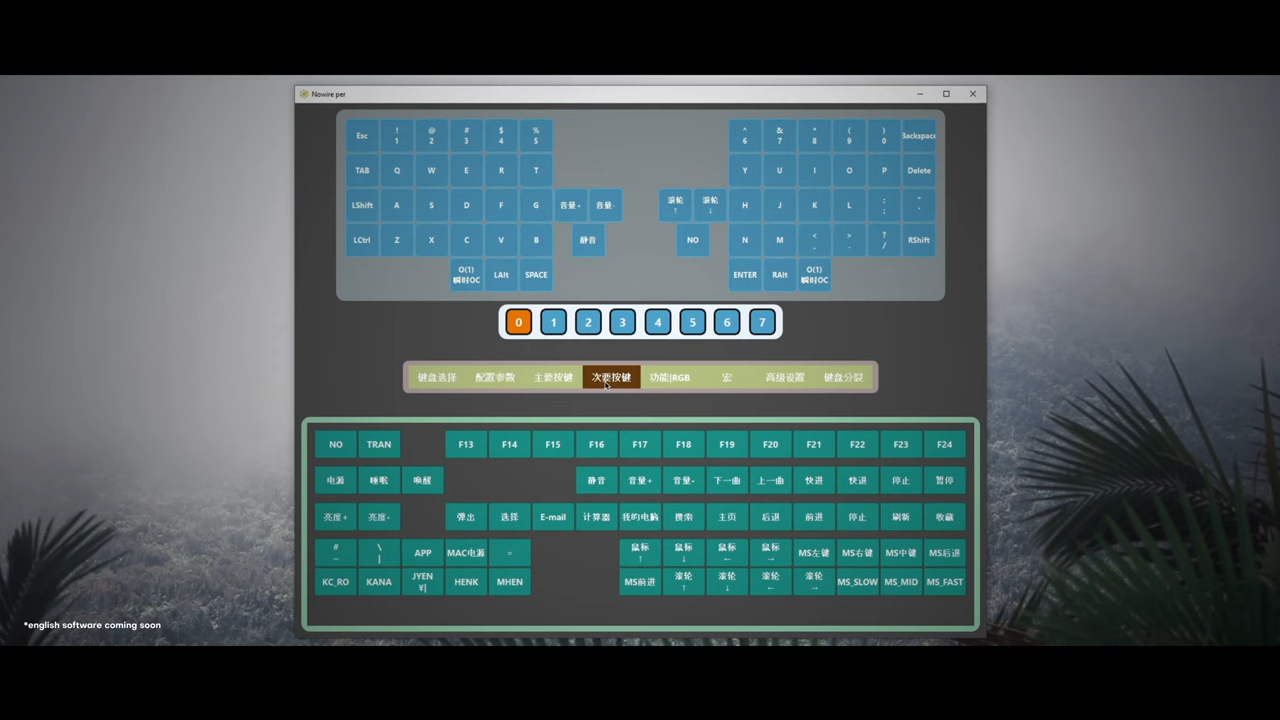 Nowire per
Esc ! 1 @ 2 # 3 $ 4 % 5 ^ 6 & 7 * 8 ( 9 ) 0 Backspace
TAB Q W E R T Y U I O P Delete
LShift A S D F G 音量+ 音量- 滚轮 ↑ 滚轮 ↓ H J K L : ; " '
LCtrl Z X C V B 静音 NO N M < , > . ? / RShift
O(1) 瞬时OC LAlt SPACE ENTER RAlt O(1) 瞬时OC
0 1 2 3 4 5 6 7
键盘选择 配置参数 主要按键 次要按键 功能|RGB 宏 高级设置 键盘分裂
NO TRAN F13 F14 F15 F16 F17 F18 F19 F20 F21 F22 F23 F24
电源 睡眠 唤醒 静音 音量+ 音量- 下一曲 上一曲 快进 快退 停止 暂停
亮度+ 亮度- 弹出 选择 E-mail 计算器 我的电脑 搜索 主页 后退 前进 停止 刷新 收藏
# ~ \ | APP MAC电源 = 鼠标 ↑ 鼠标 ↓ 鼠标 ← 鼠标 → MS左键 MS右键 MS中键 MS后退
KC_RO KANA JYEN ¥| HENK MHEN MS前进 滚轮 ↑ 滚轮 ↓ 滚轮 ← 滚轮 → MS_SLOW MS_MID MS_FAST
*english software coming soon